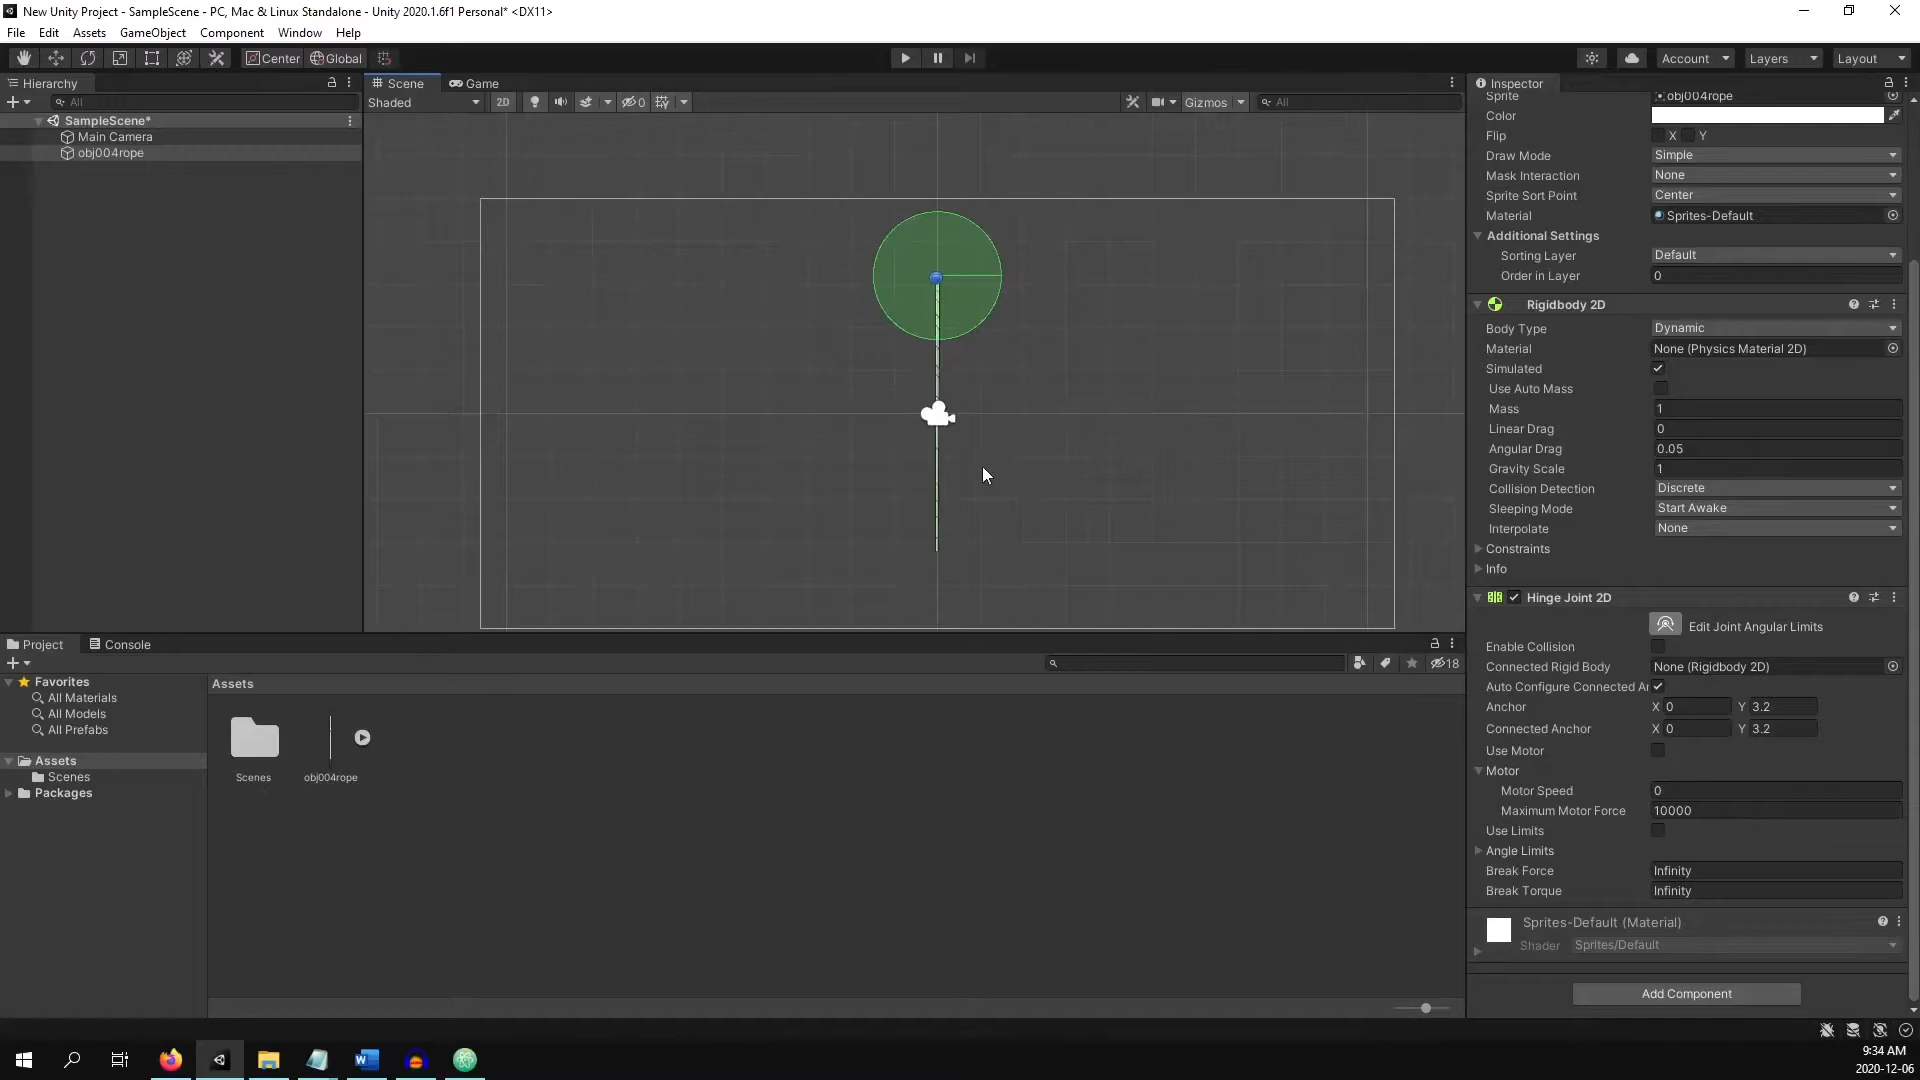 New Unity Project - SampleScene - PC, Mac & Linux Standalone - Unity 2020.1.6f1 Personal* <DX11>
File Edit Assets GameObject Component Window Help
Center Global Account Layers Layout
Hierarchy
All
SampleScene*
Main Camera
obj004rope
Scene Game
Shaded 2D 0 Gizmos All
Inspector
Sprite obj004rope
Color
Flip X Y
Draw Mode Simple
Mask Interaction None
Sprite Sort Point Center
Material Sprites-Default
Additional Settings
Sorting Layer Default
Order in Layer 0
Rigidbody 2D
Body Type Dynamic
Material None (Physics Material 2D)
Simulated
Use Auto Mass
Mass 1
Linear Drag 0
Angular Drag 0.05
Gravity Scale 1
Collision Detection Discrete
Sleeping Mode Start Awake
Interpolate None
Constraints
Info
Hinge Joint 2D
Edit Joint Angular Limits
Enable Collision
Connected Rigid Body None (Rigidbody 2D)
Auto Configure Connected Ar
Anchor X 0 Y 3.2
Connected Anchor X 0 Y 3.2
Use Motor
Motor
Motor Speed 0
Maximum Motor Force 10000
Use Limits
Angle Limits
Break Force Infinity
Break Torque Infinity
Sprites-Default (Material)
Shader Sprites/Default
Add Component
Project Console
18
Favorites
All Materials
All Models
All Prefabs
Assets
Scenes
Packages
Assets
Scenes obj004rope
9:34 AM
2020-12-06